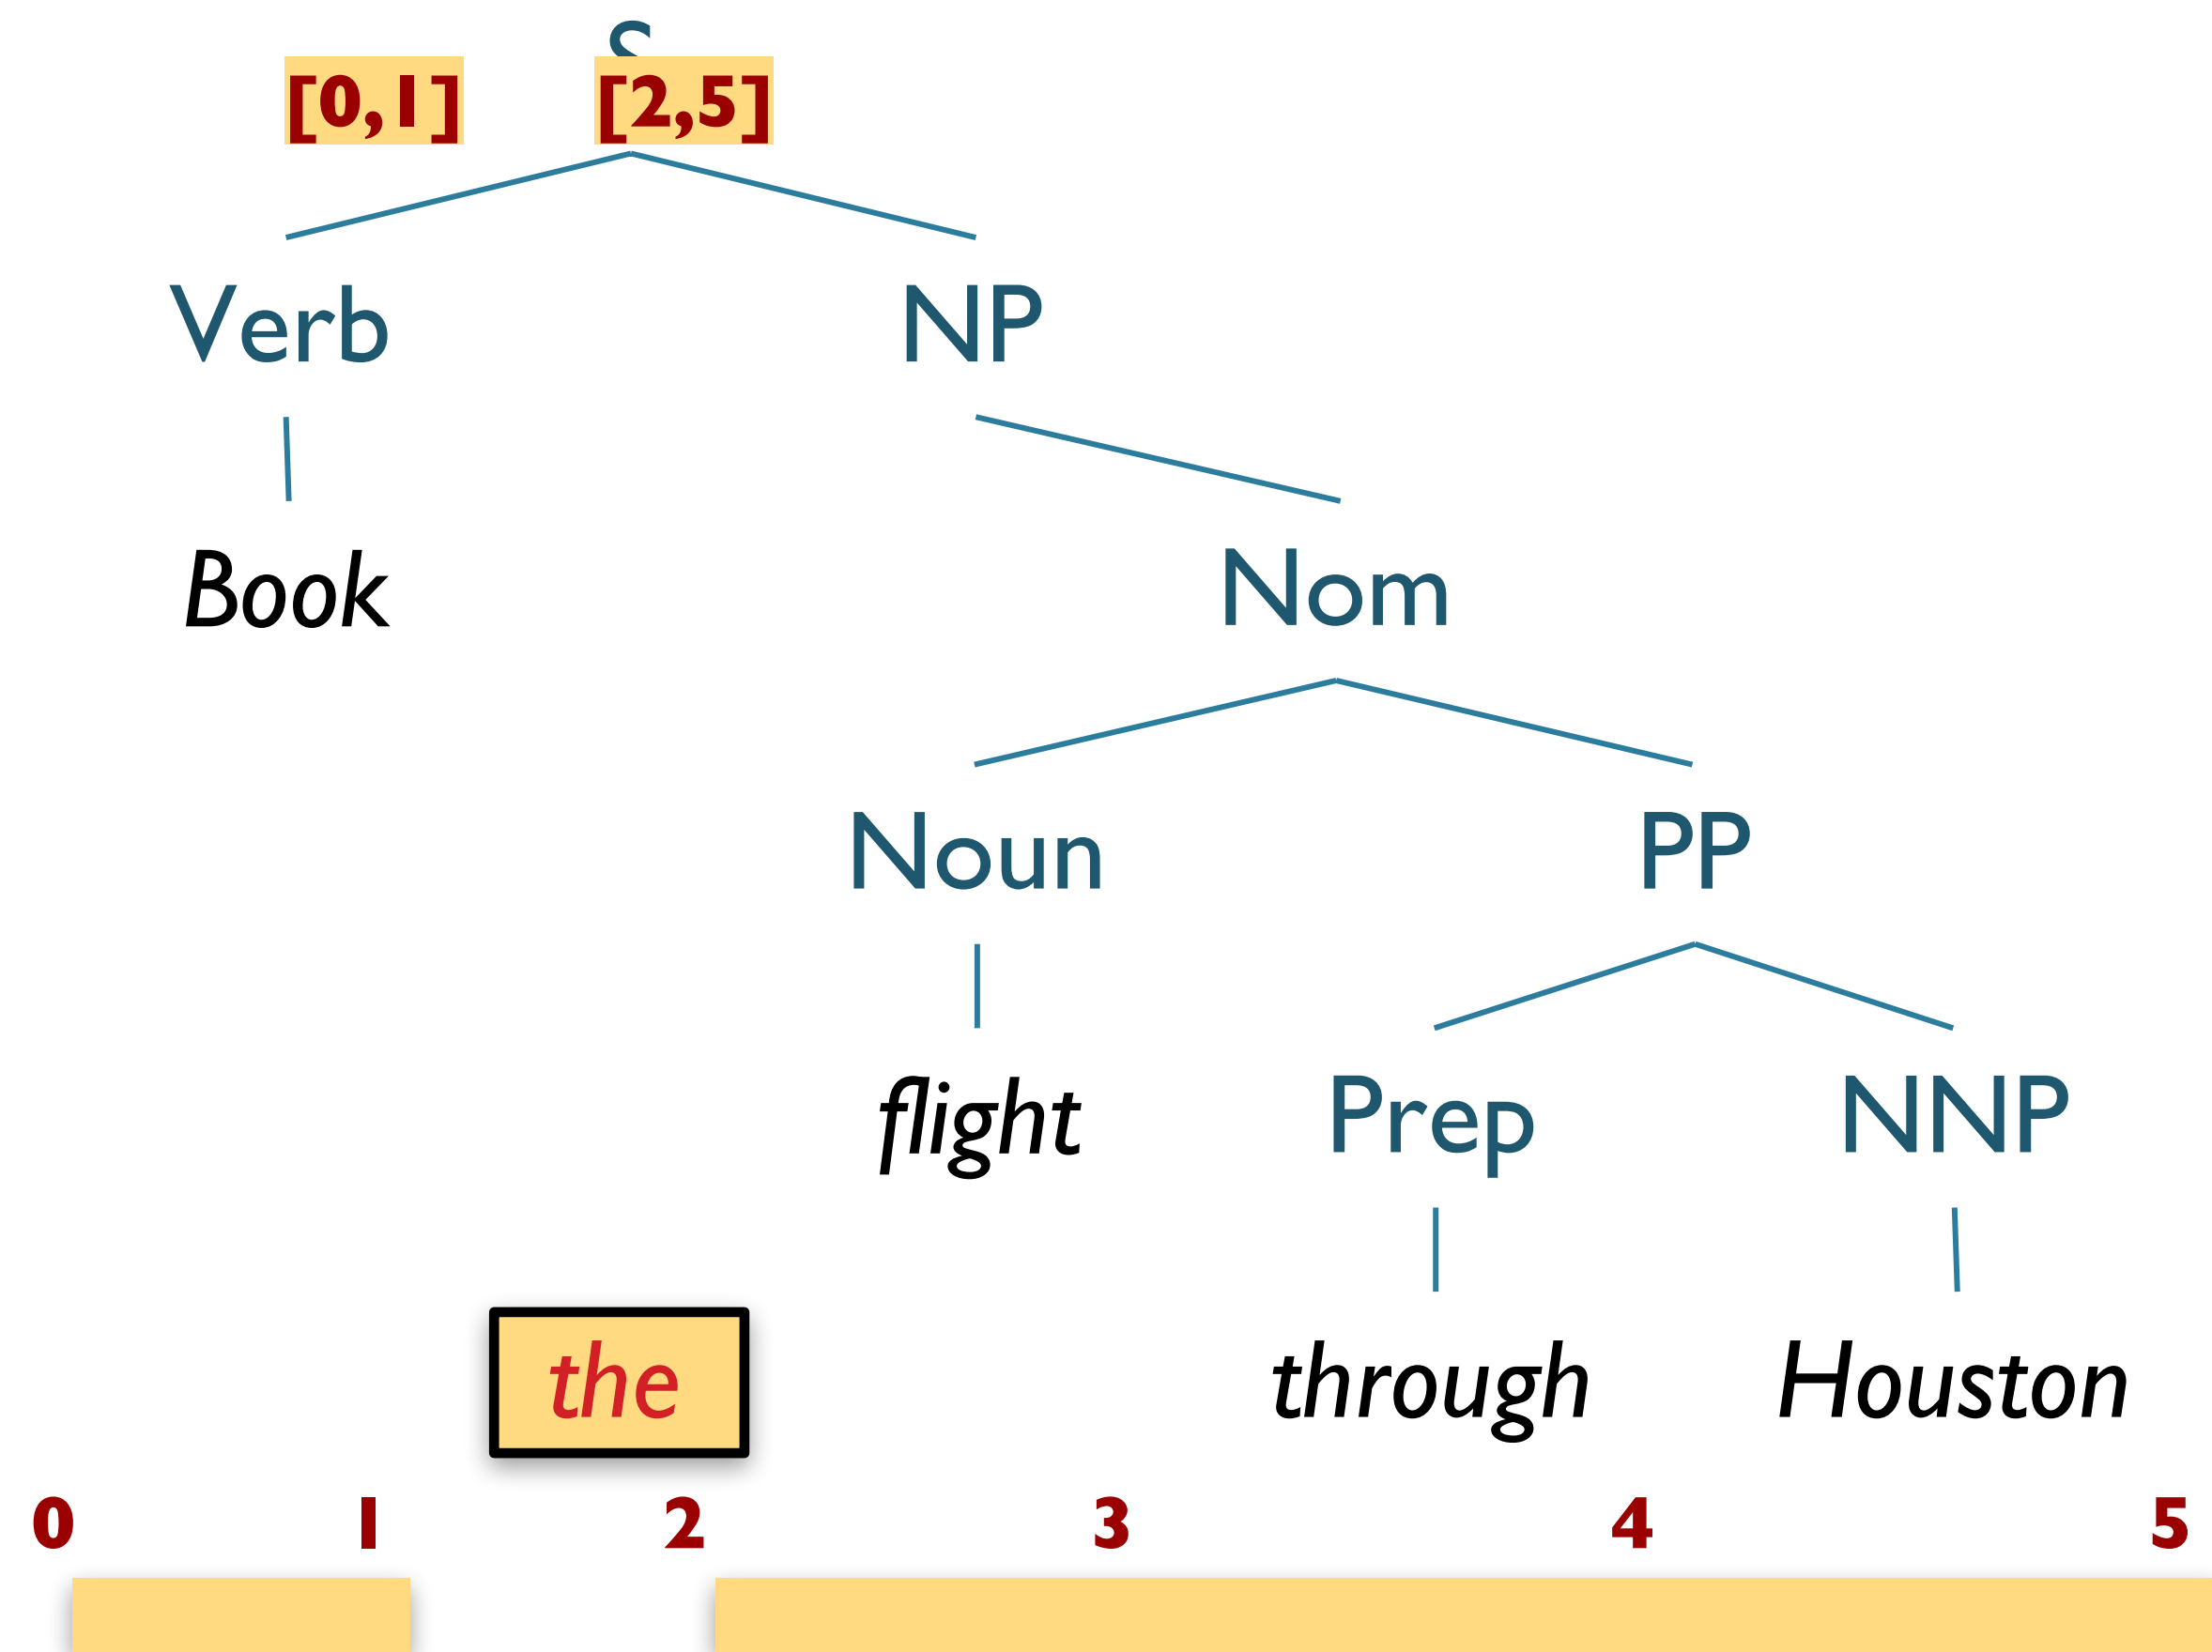 S
[0,1] [2,5]
Verb NP
Book
Nom
Noun PP
flight Prep NNP
the through Houston
0 1 2 3 4 5